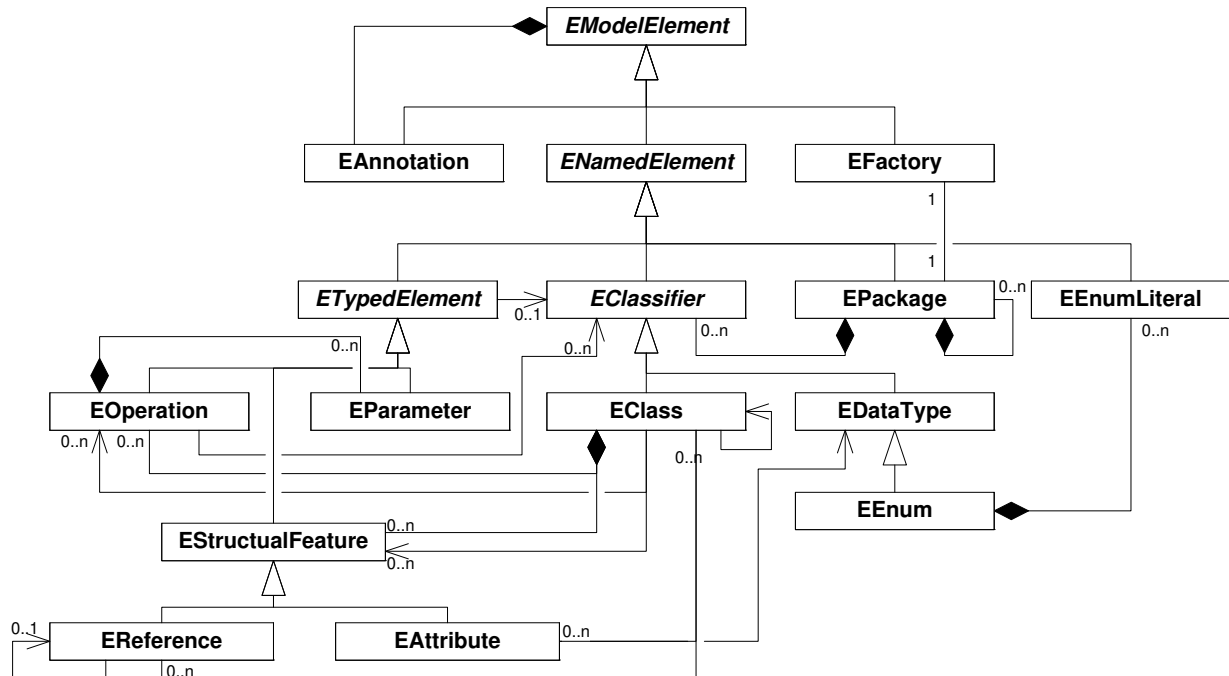 EModelElement
EAnnotation
ENamedElement
EFactory
1
1
ETypedElement
0..1
EClassifier
EPackage
0..n
EEnumLiteral
0..n
0..n
0..n
0..n
EOperation
EParameter
EClass
EDataType
0..n
0..n
0..n
EEnum
0..n
EStructualFeature
0..n
0..1
EReference
EAttribute
0..n
0..n